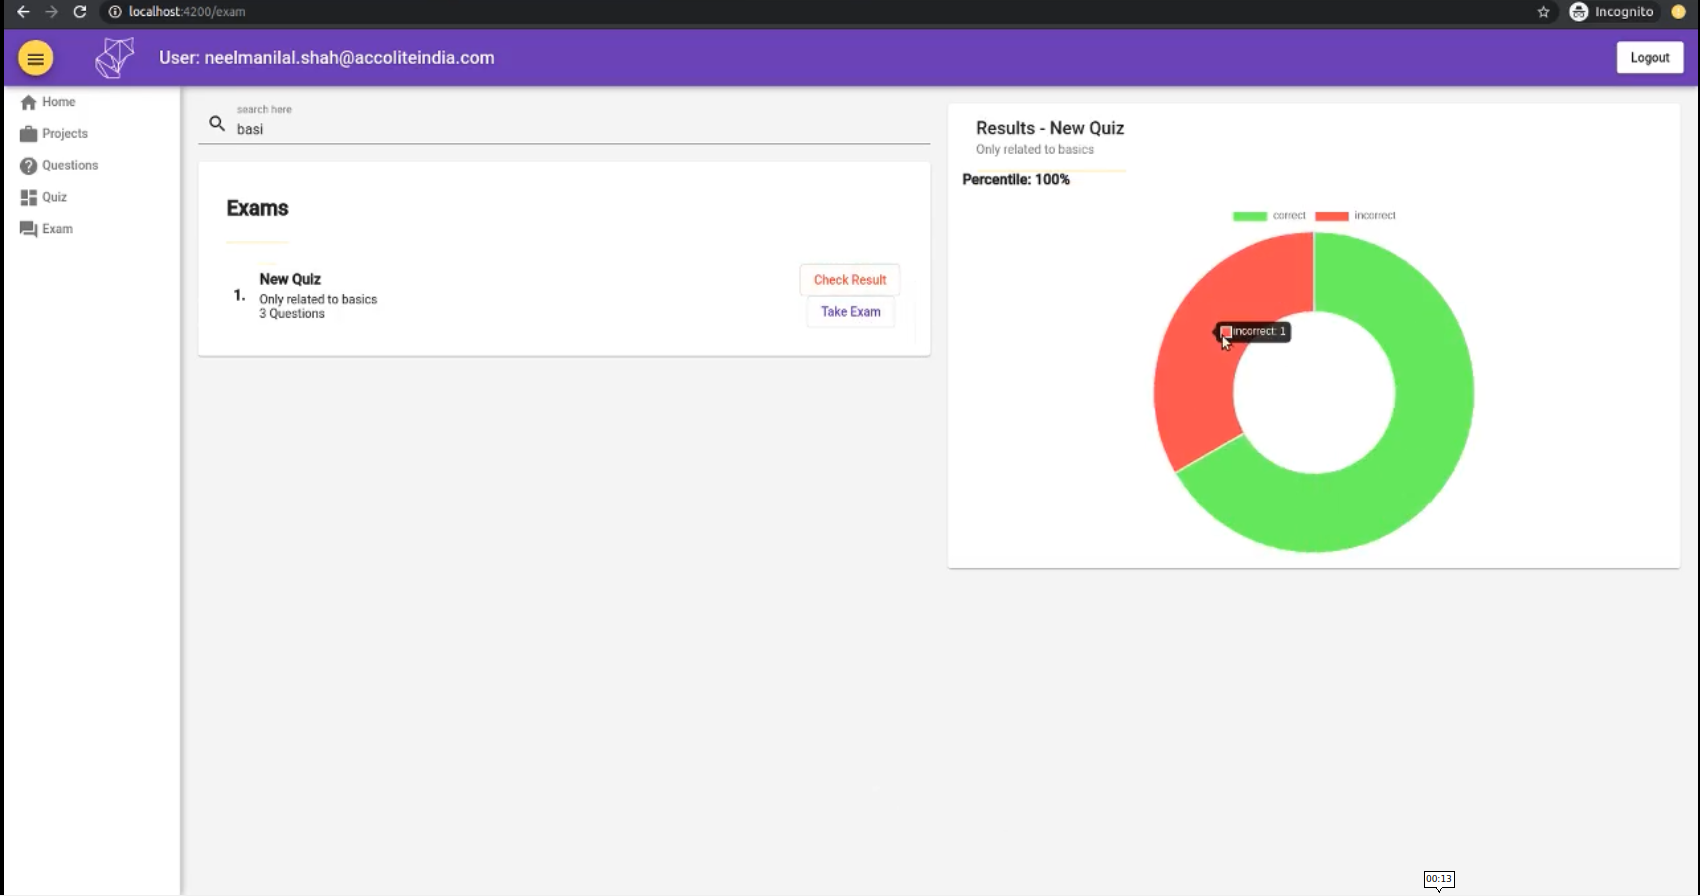 localhost:4200/exam
Incognito
User: neelmanilal.shah@accoliteindia.com
Logout
Home
Projects
Questions
Quiz
Exam
search here
basi
Exams
1.
New Quiz
Only related to basics
3 Questions
Check Result
Take Exam
Results - New Quiz
Only related to basics
Percentile: 100%
correct incorrect
incorrect: 1
00:13